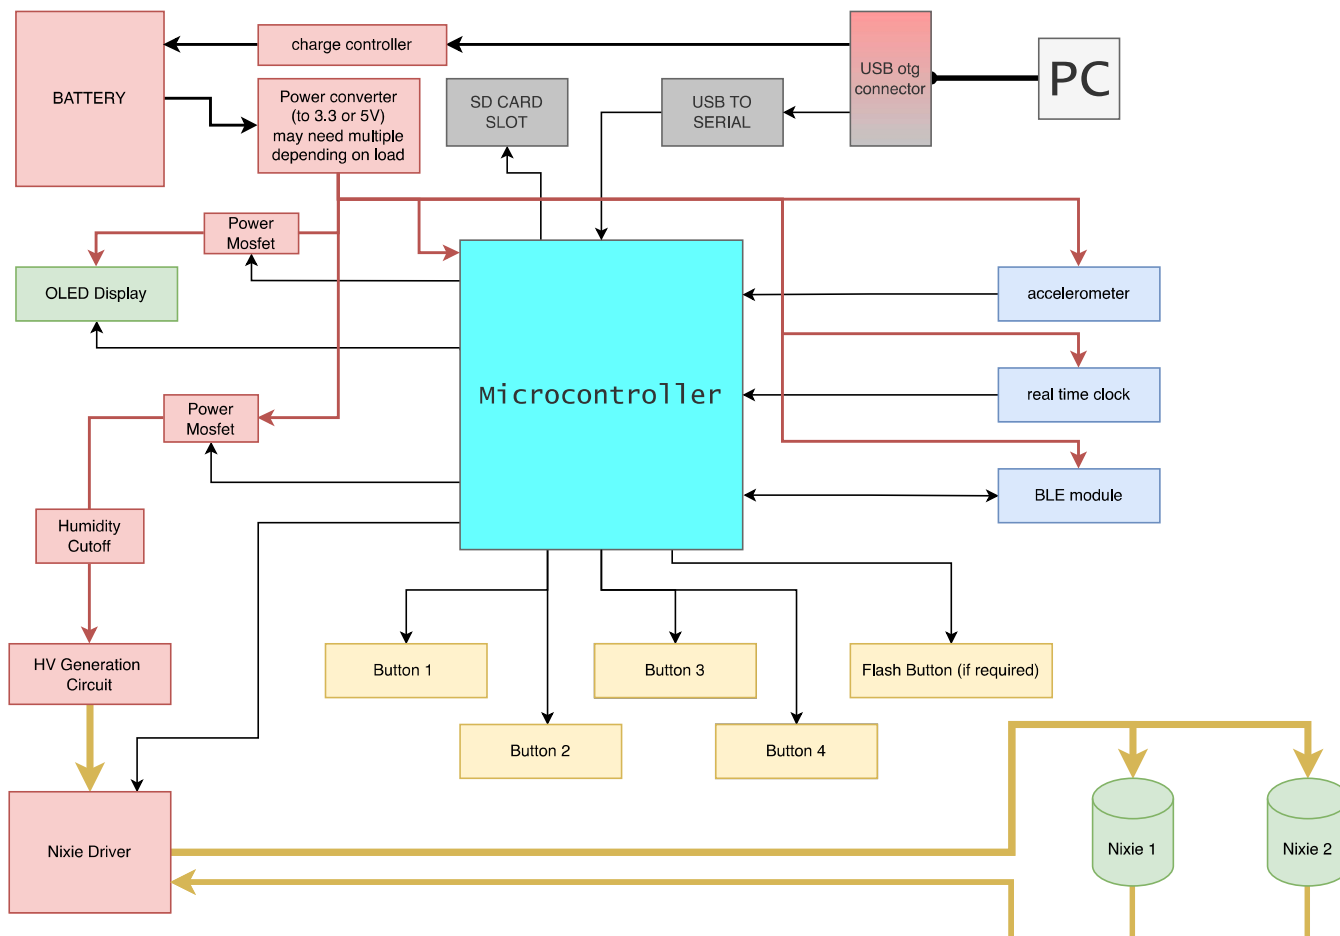 BATTERY
charge controller
USB otg
connector
PC
Power converter
(to 3.3 or 5V)
may need multiple
depending on load
SD CARD
SLOT
USB TO
SERIAL
Power
Mosfet
OLED Display
accelerometer
Microcontroller
real time clock
Power
Mosfet
BLE module
Humidity
Cutoff
HV Generation
Circuit
Button 1
Button 3
Flash Button (if required)
Button 2
Button 4
Nixie Driver
Nixie 1
Nixie 2